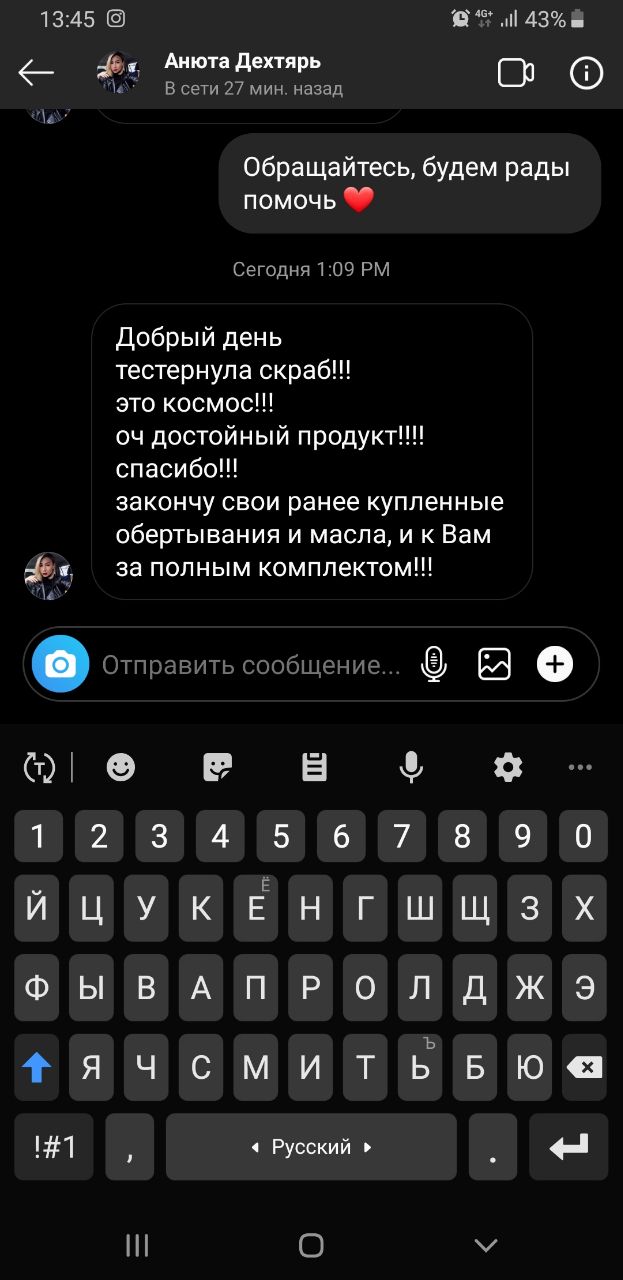 13:45 4G+ 43%
Анюта Дехтярь
В сети 27 мин. назад
Обращайтесь, будем рады
помочь ❤️
Сегодня 1:09 PM
Добрый день
тестернула скраб!!!
это космос!!!
оч достойный продукт!!!!
спасибо!!!
закончу свои ранее купленные
обертывания и масла, и к Вам
за полным комплектом!!!
Отправить сообщение...
T
1 2 3 4 5 6 7 8 9 0
Й Ц У К Е Ё Н Г Ш Щ З Х
Ф Ы В А П Р О Л Д Ж Э
Я Ч С М И Т Ь Ъ Б Ю
!#1 , Русский .